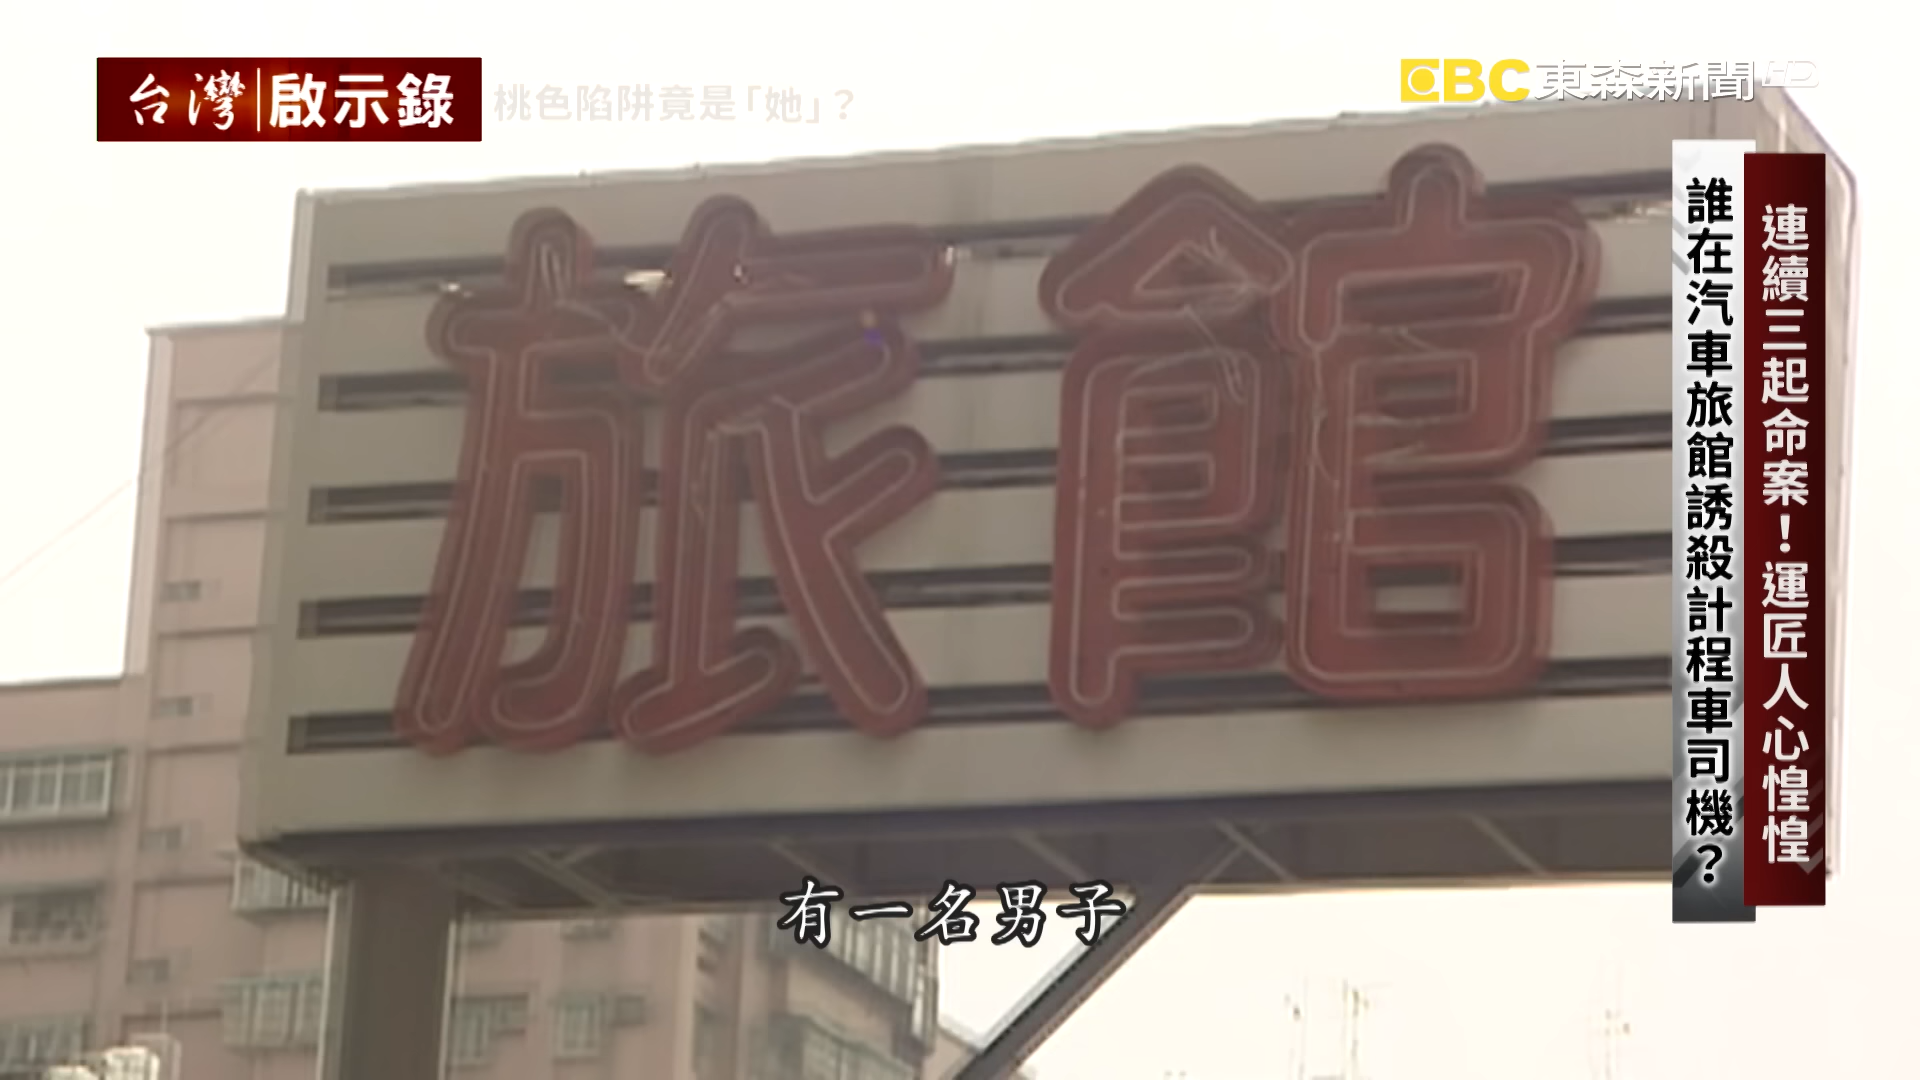 台灣啟示錄
桃色陷阱竟是「她」？
EBC東森新聞HD
旅館
連續三起命案！運匠人心惶惶
誰在汽車旅館誘殺計程車司機？
有一名男子